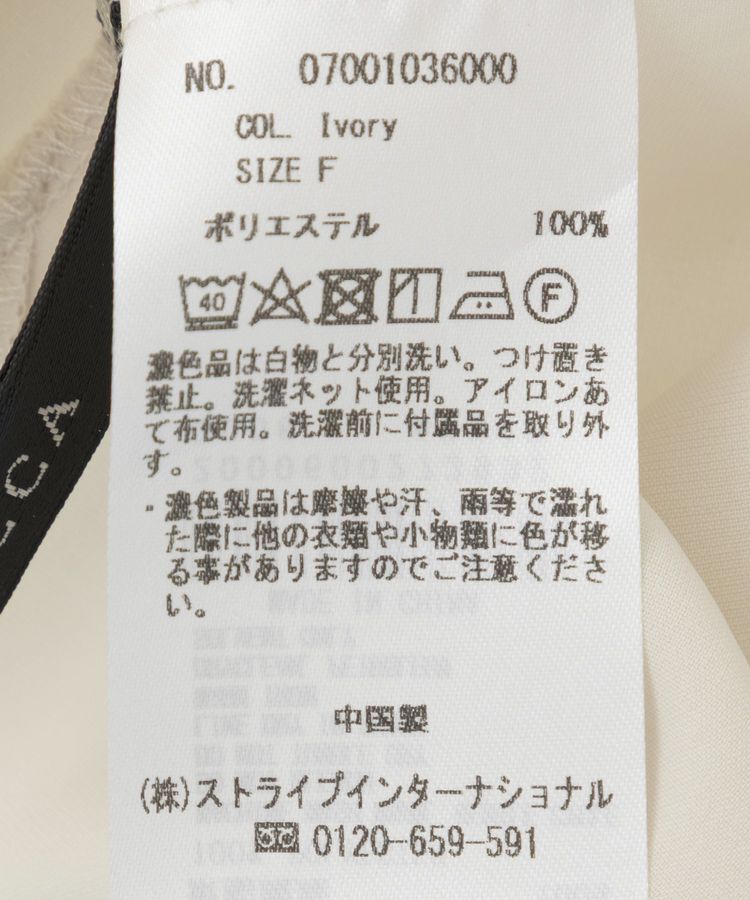 NO. 07001036000
COL. Ivory
SIZE F
ポリエステル 100%
40 F
濃色品は白物と分別洗い。つけ置き
禁止。洗濯ネット使用。アイロンあ
て布使用。洗濯前に付属品を取り外
す。
・濃色製品は摩擦や汗、雨等で濡れ
た際に他の衣類や小物類に色が移
る事がありますのでご注意くださ
い。
中国製
(株)ストライプインターナショナル
0120-659-591
CCA